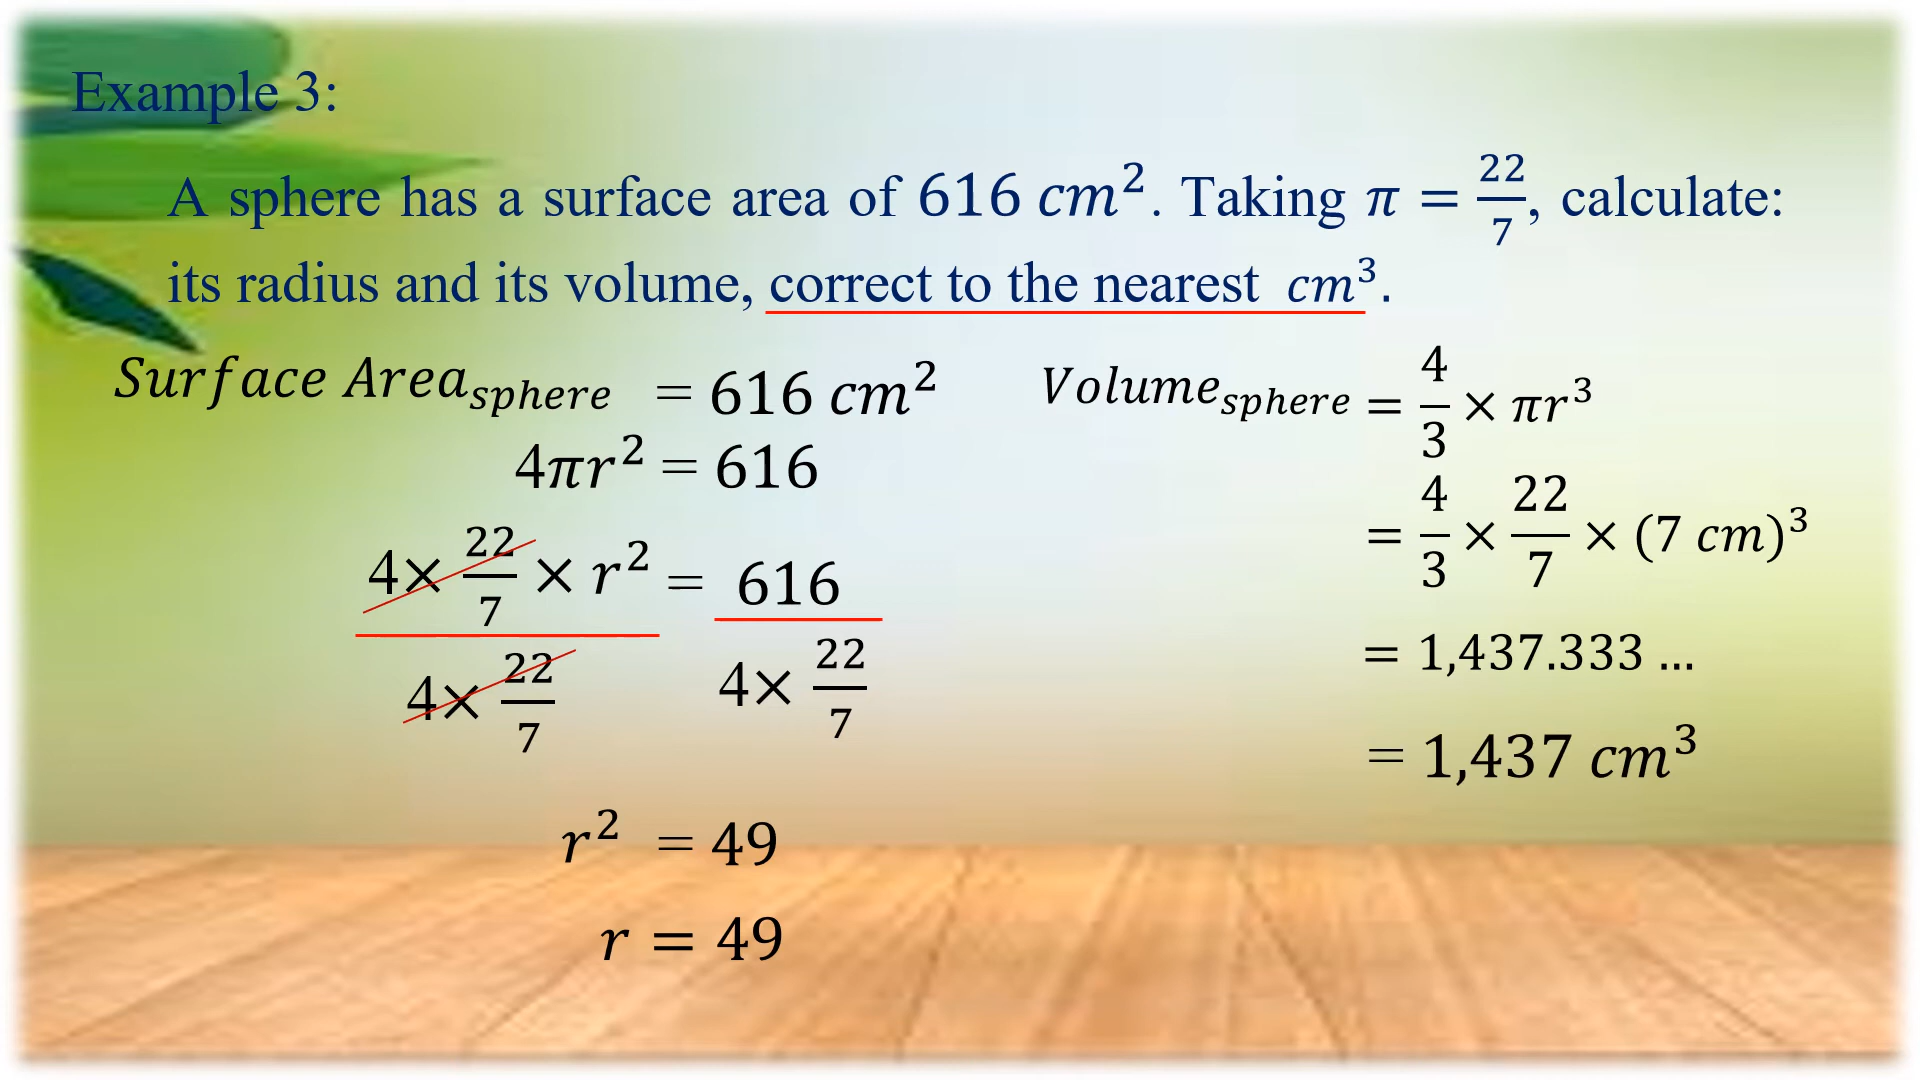 Example 3:
A sphere has a surface area of 616 cm². Taking π = 22/7, calculate:
its radius and its volume, correct to the nearest cm³.
Surface Area_sphere = 616 cm²
4πr² = 616
4× 22/7 × r² = 616
4× 22/7 4× 22/7
r² = 49
r = 49
Volume_sphere = 4/3 × πr³
= 4/3 × 22/7 × (7 cm)³
= 1,437.333 ...
= 1,437 cm³